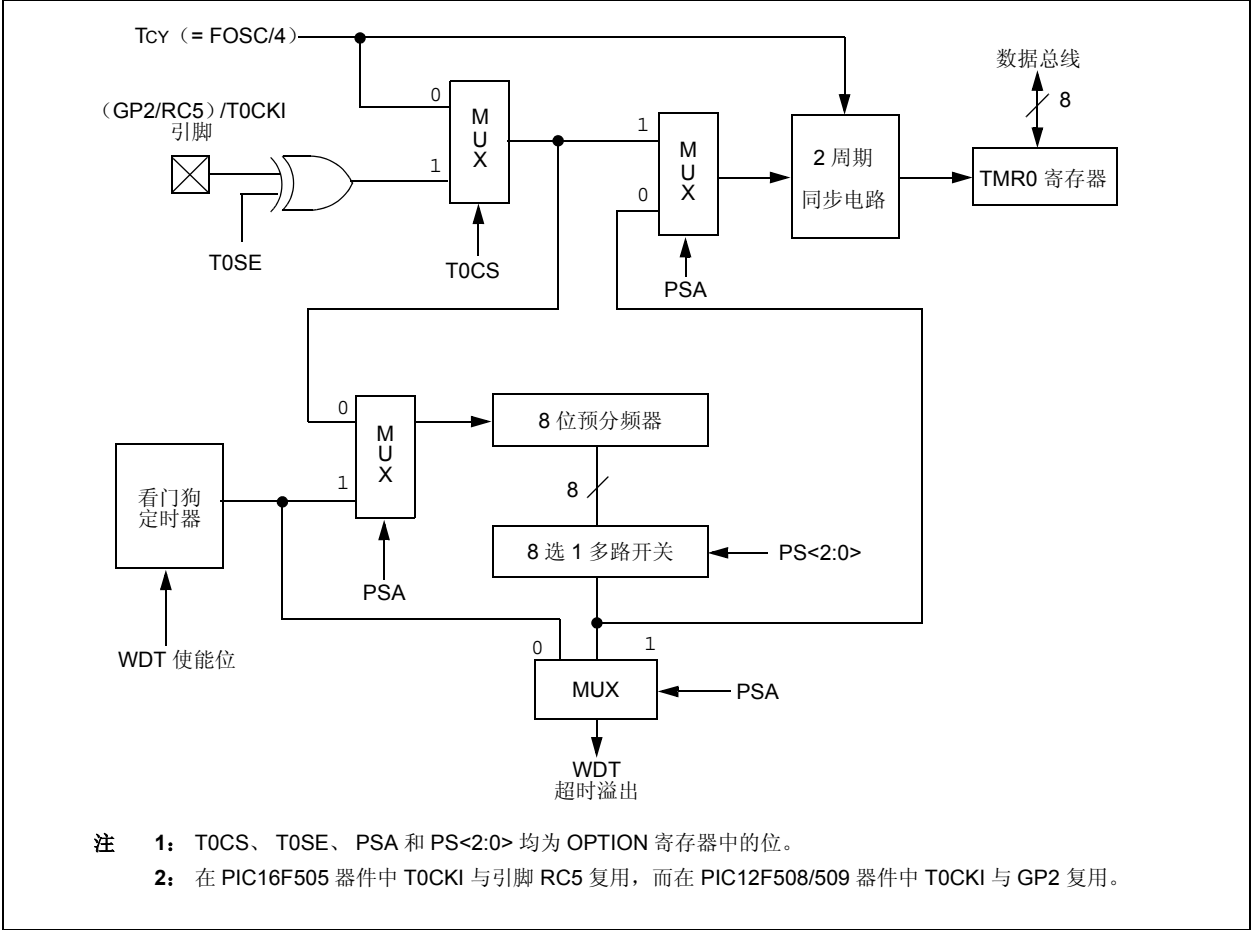 TCY（= FOSC/4）
数据总线
8
（GP2/RC5）/T0CKI
引脚
0
1
MUX
T0SE
T0CS
1
0
MUX
PSA
2 周期
同步电路
TMR0 寄存器
0
1
MUX
PSA
8 位预分频器
8
8 选 1 多路开关
PS<2:0>
看门狗
定时器
WDT 使能位
0
1
MUX
PSA
WDT
超时溢出
注 1： T0CS、 T0SE、 PSA 和 PS<2:0> 均为 OPTION 寄存器中的位。
2： 在 PIC16F505 器件中 T0CKI 与引脚 RC5 复用，而在 PIC12F508/509 器件中 T0CKI 与 GP2 复用。